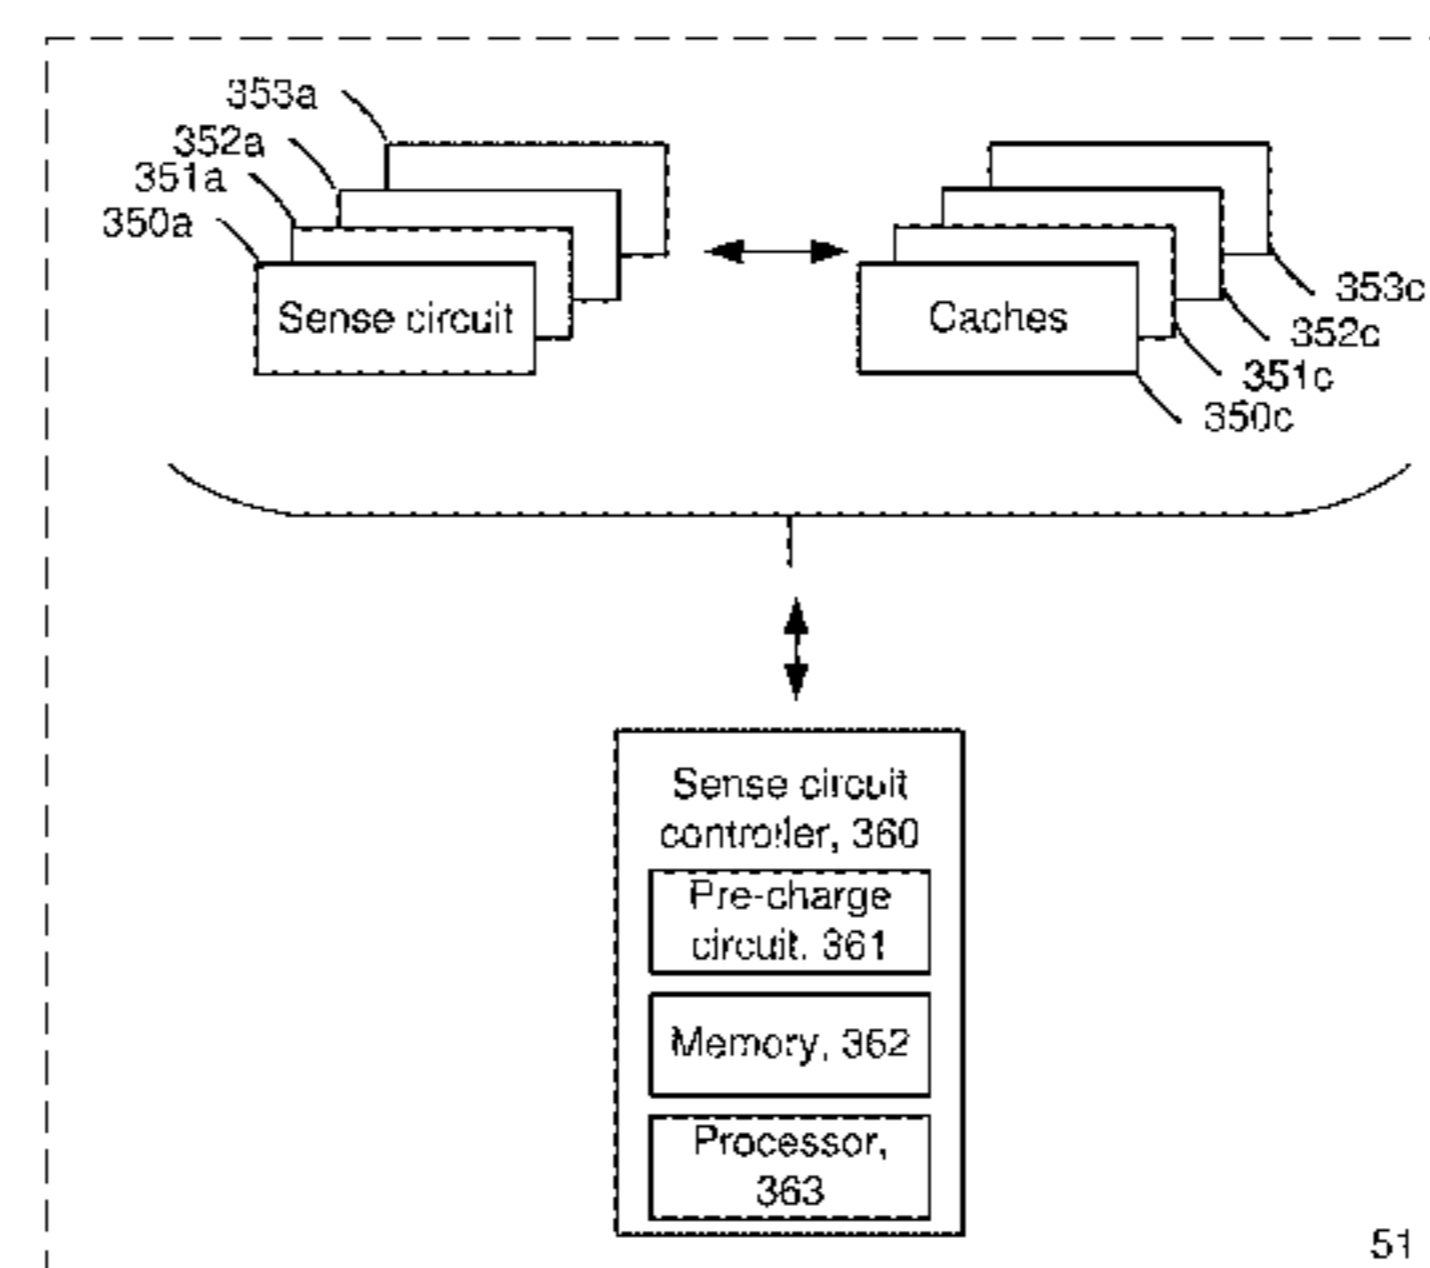 353a
352a
351a
350a
Sense circuit
Caches
353c
352c
351c
350c
Sense circuit
controller, 360
Pre-charge
circuit. 361
Memory, 362
Processor,
363
51